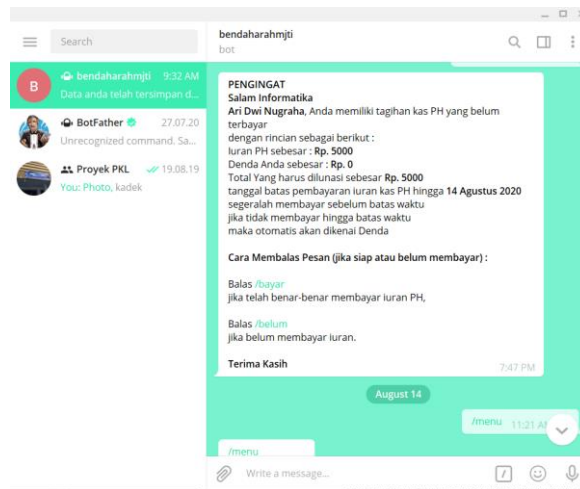 Search
bendaharahmjti 9:32 AM
Data anda telah tersimpan d...
BotFather 27.07.20
Unrecognized command. Sa...
Proyek PKL 19.08.19
You: Photo, kadek
bendaharahmjti
bot
PENGINGAT
Salam Informatika
Ari Dwi Nugraha, Anda memiliki tagihan kas PH yang belum
terbayar
dengan rincian sebagai berikut :
Iuran PH sebesar : Rp. 5000
Denda Anda sebesar : Rp. 0
Total Yang harus dilunasi sebesar Rp. 5000
tanggal batas pembayaran iuran kas PH hingga 14 Agustus 2020
segeralah membayar sebelum batas waktu
jika tidak membayar hingga batas waktu
maka otomatis akan dikenai Denda
Cara Membalas Pesan (jika siap atau belum membayar) :
Balas /bayar
jika telah benar-benar membayar iuran PH,
Balas /belum
jika belum membayar iuran.
Terima Kasih
7:47 PM
August 14
/menu 11:21 AM
/menu
Write a message...